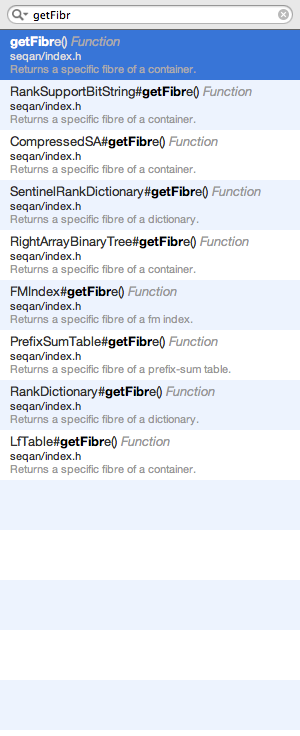 getFibr
getFibre() Function
seqan/index.h
Returns a specific fibre of a container.
RankSupportBitString#getFibre() Function
seqan/index.h
Returns a specific fibre of a container.
CompressedSA#getFibre() Function
seqan/index.h
Returns a specific fibre of a container.
SentinelRankDictionary#getFibre() Function
seqan/index.h
Returns a specific fibre of a dictionary.
RightArrayBinaryTree#getFibre() Function
seqan/index.h
Returns a specific fibre of a container.
FMIndex#getFibre() Function
seqan/index.h
Returns a specific fibre of a fm index.
PrefixSumTable#getFibre() Function
seqan/index.h
Returns a specific fibre of a prefix-sum table.
RankDictionary#getFibre() Function
seqan/index.h
Returns a specific fibre of a dictionary.
LfTable#getFibre() Function
seqan/index.h
Returns a specific fibre of a container.